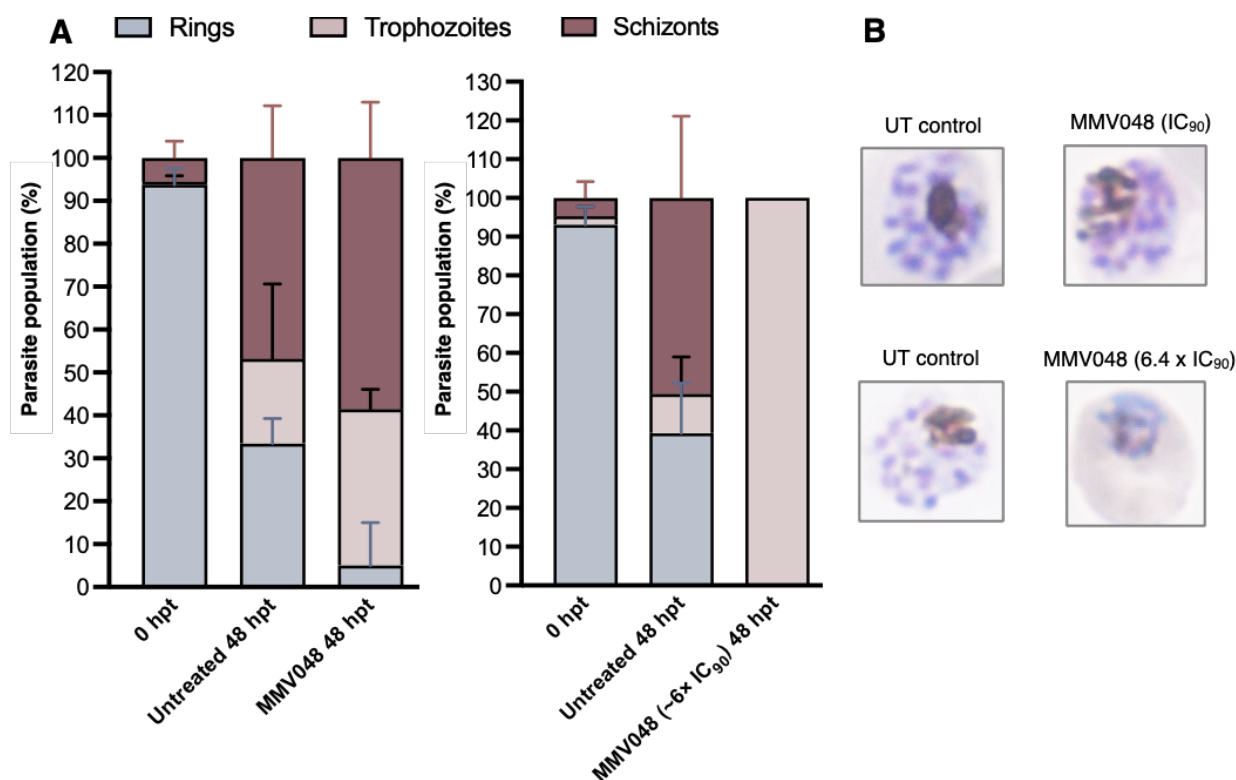 A Rings Trophozoites Schizonts
120
110
100
90
80
70
60
50
40
30
20
10
0
Parasite population (%)
0 hpt
Untreated 48 hpt
MMV048 48 hpt
130
120
110
100
90
80
70
60
50
40
30
20
10
0
Parasite population (%)
0 hpt
Untreated 48 hpt
MMV048 (~6× IC90) 48 hpt
B
UT control
MMV048 (IC90)
UT control
MMV048 (6.4 x IC90)